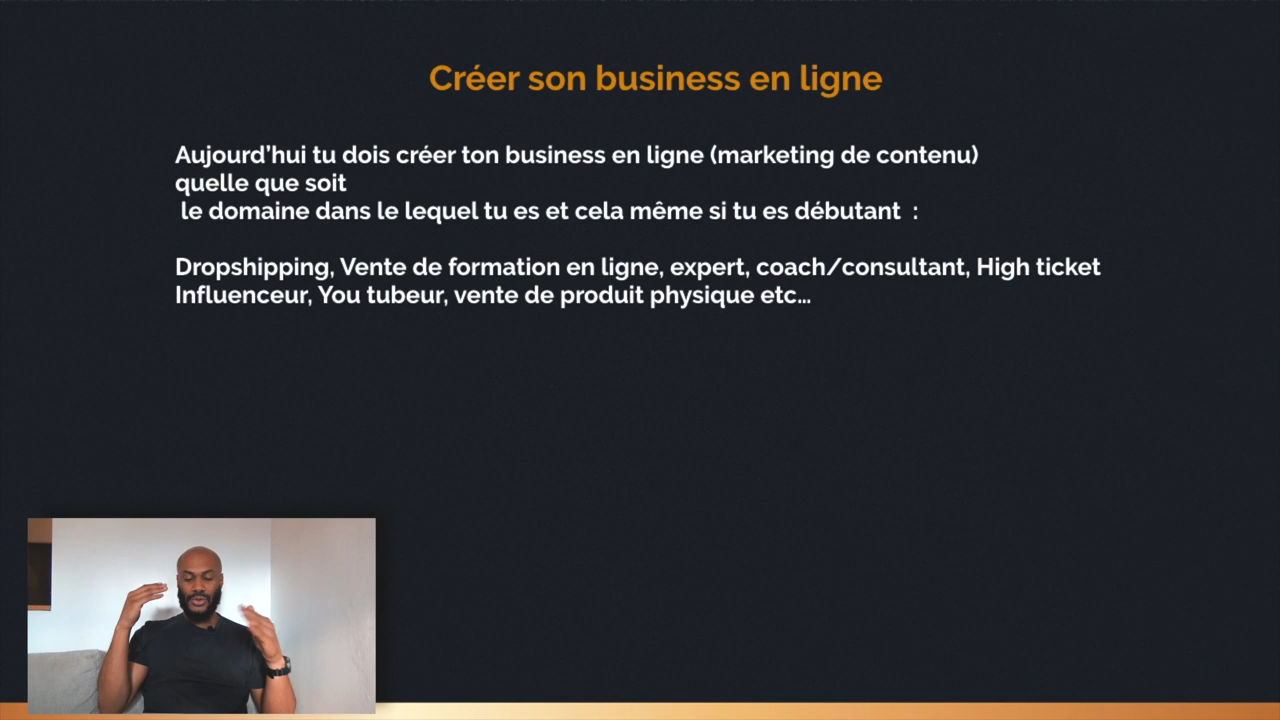 Créer son business en ligne
Aujourd’hui tu dois créer ton business en ligne (marketing de contenu)
quelle que soit
le domaine dans le lequel tu es et cela même si tu es débutant :
Dropshipping, Vente de formation en ligne, expert, coach/consultant, High ticket
Influenceur, You tubeur, vente de produit physique etc…